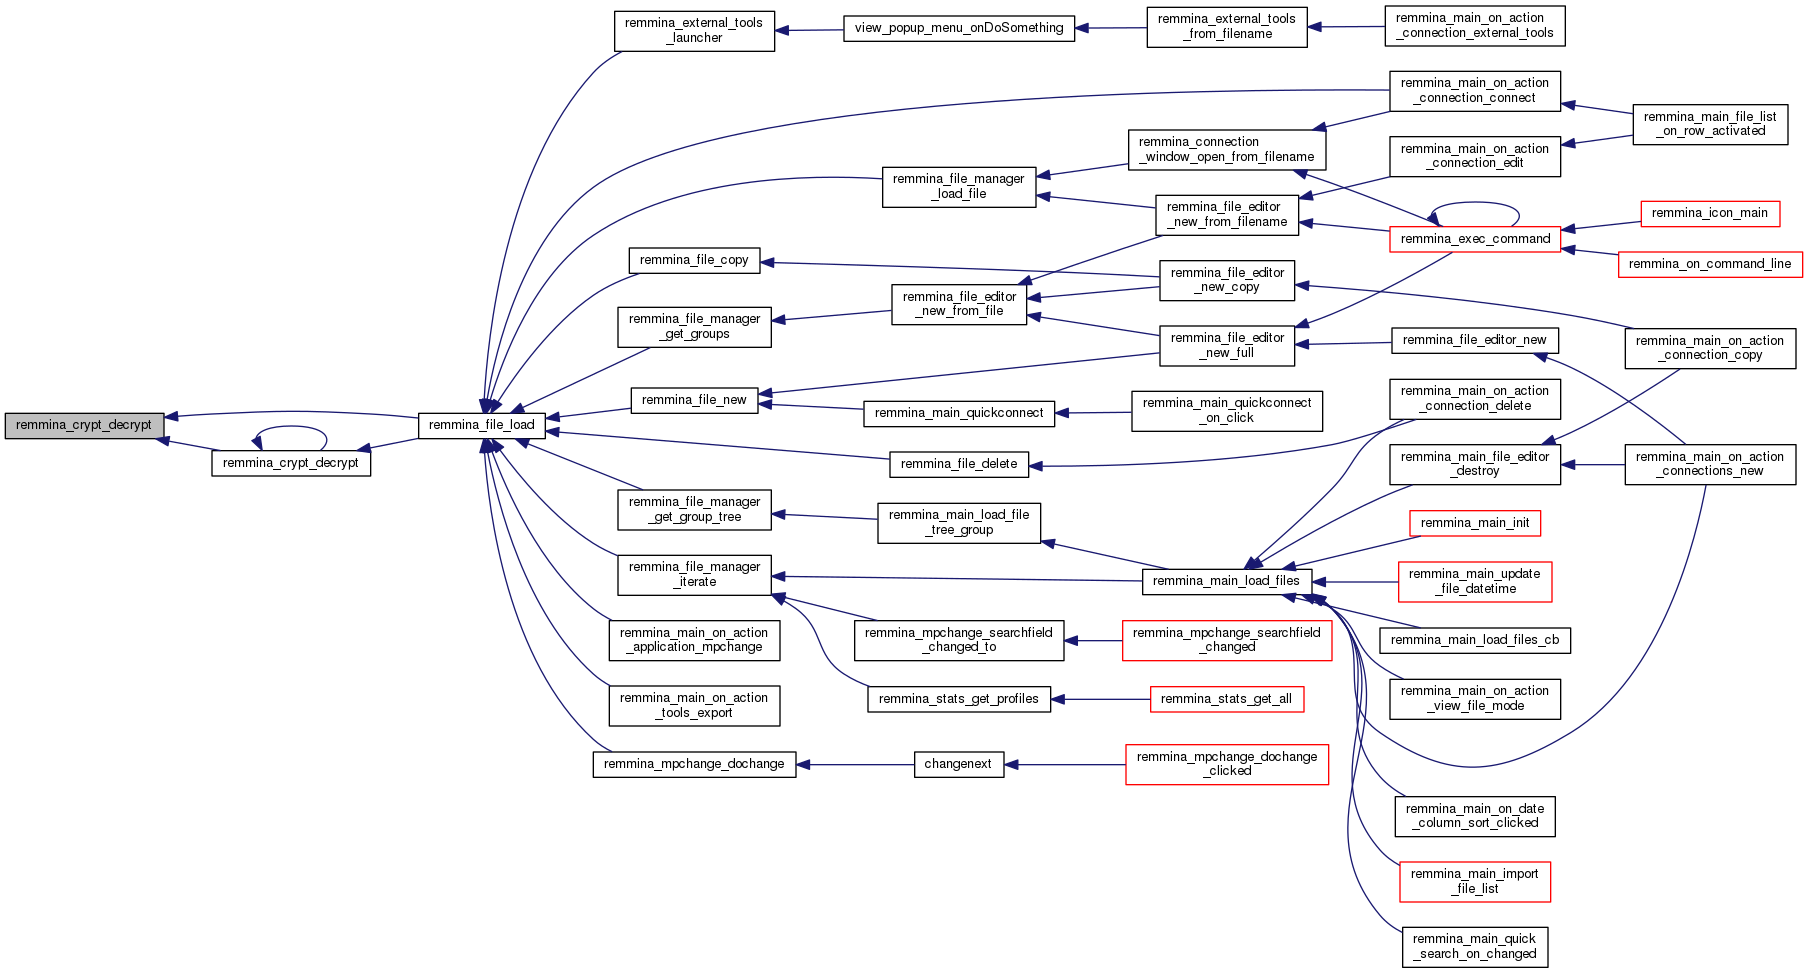 remmina_crypt_decrypt
remmina_crypt_decrypt
remmina_file_load
remmina_external_tools
_launcher
view_popup_menu_onDoSomething
remmina_external_tools
_from_filename
remmina_main_on_action
_connection_external_tools
remmina_main_on_action
_connection_connect
remmina_main_file_list
_on_row_activated
remmina_connection
_window_open_from_filename
remmina_main_on_action
_connection_edit
remmina_file_manager
_load_file
remmina_file_editor
_new_from_filename
remmina_icon_main
remmina_exec_command
remmina_on_command_line
remmina_file_copy
remmina_file_editor
_new_copy
remmina_file_editor
_new_from_file
remmina_file_manager
_get_groups
remmina_file_editor
_new_full
remmina_file_editor_new
remmina_main_on_action
_connection_copy
remmina_file_new
remmina_main_quickconnect
remmina_main_quickconnect
_on_click
remmina_main_on_action
_connection_delete
remmina_file_delete
remmina_main_file_editor
_destroy
remmina_main_on_action
_connections_new
remmina_file_manager
_get_group_tree
remmina_main_load_file
_tree_group
remmina_main_init
remmina_file_manager
_iterate
remmina_main_load_files
remmina_main_update
_file_datetime
remmina_main_on_action
_application_mpchange
remmina_mpchange_searchfield
_changed_to
remmina_mpchange_searchfield
_changed
remmina_main_load_files_cb
remmina_main_on_action
_tools_export
remmina_stats_get_profiles
remmina_stats_get_all
remmina_main_on_action
_view_file_mode
remmina_mpchange_dochange
changenext
remmina_mpchange_dochange
_clicked
remmina_main_on_date
_column_sort_clicked
remmina_main_import
_file_list
remmina_main_quick
_search_on_changed